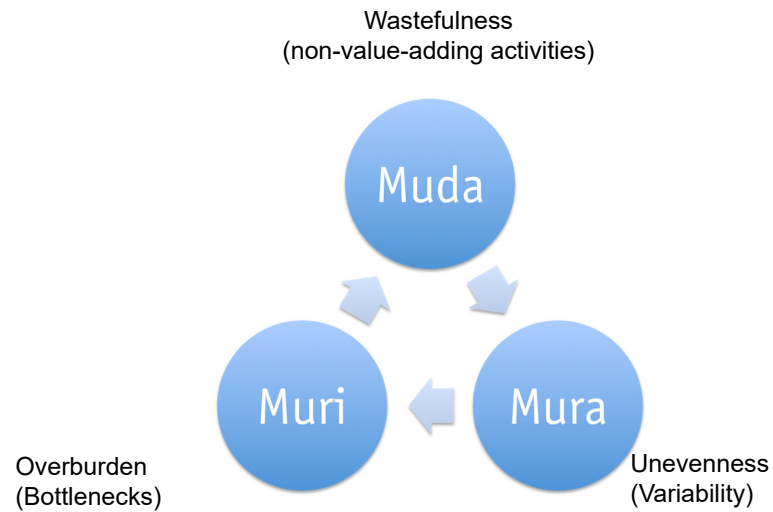 Wastefulness
(non-value-adding activities)
Muda
Muri
Mura
Overburden
(Bottlenecks)
Unevenness
(Variability)